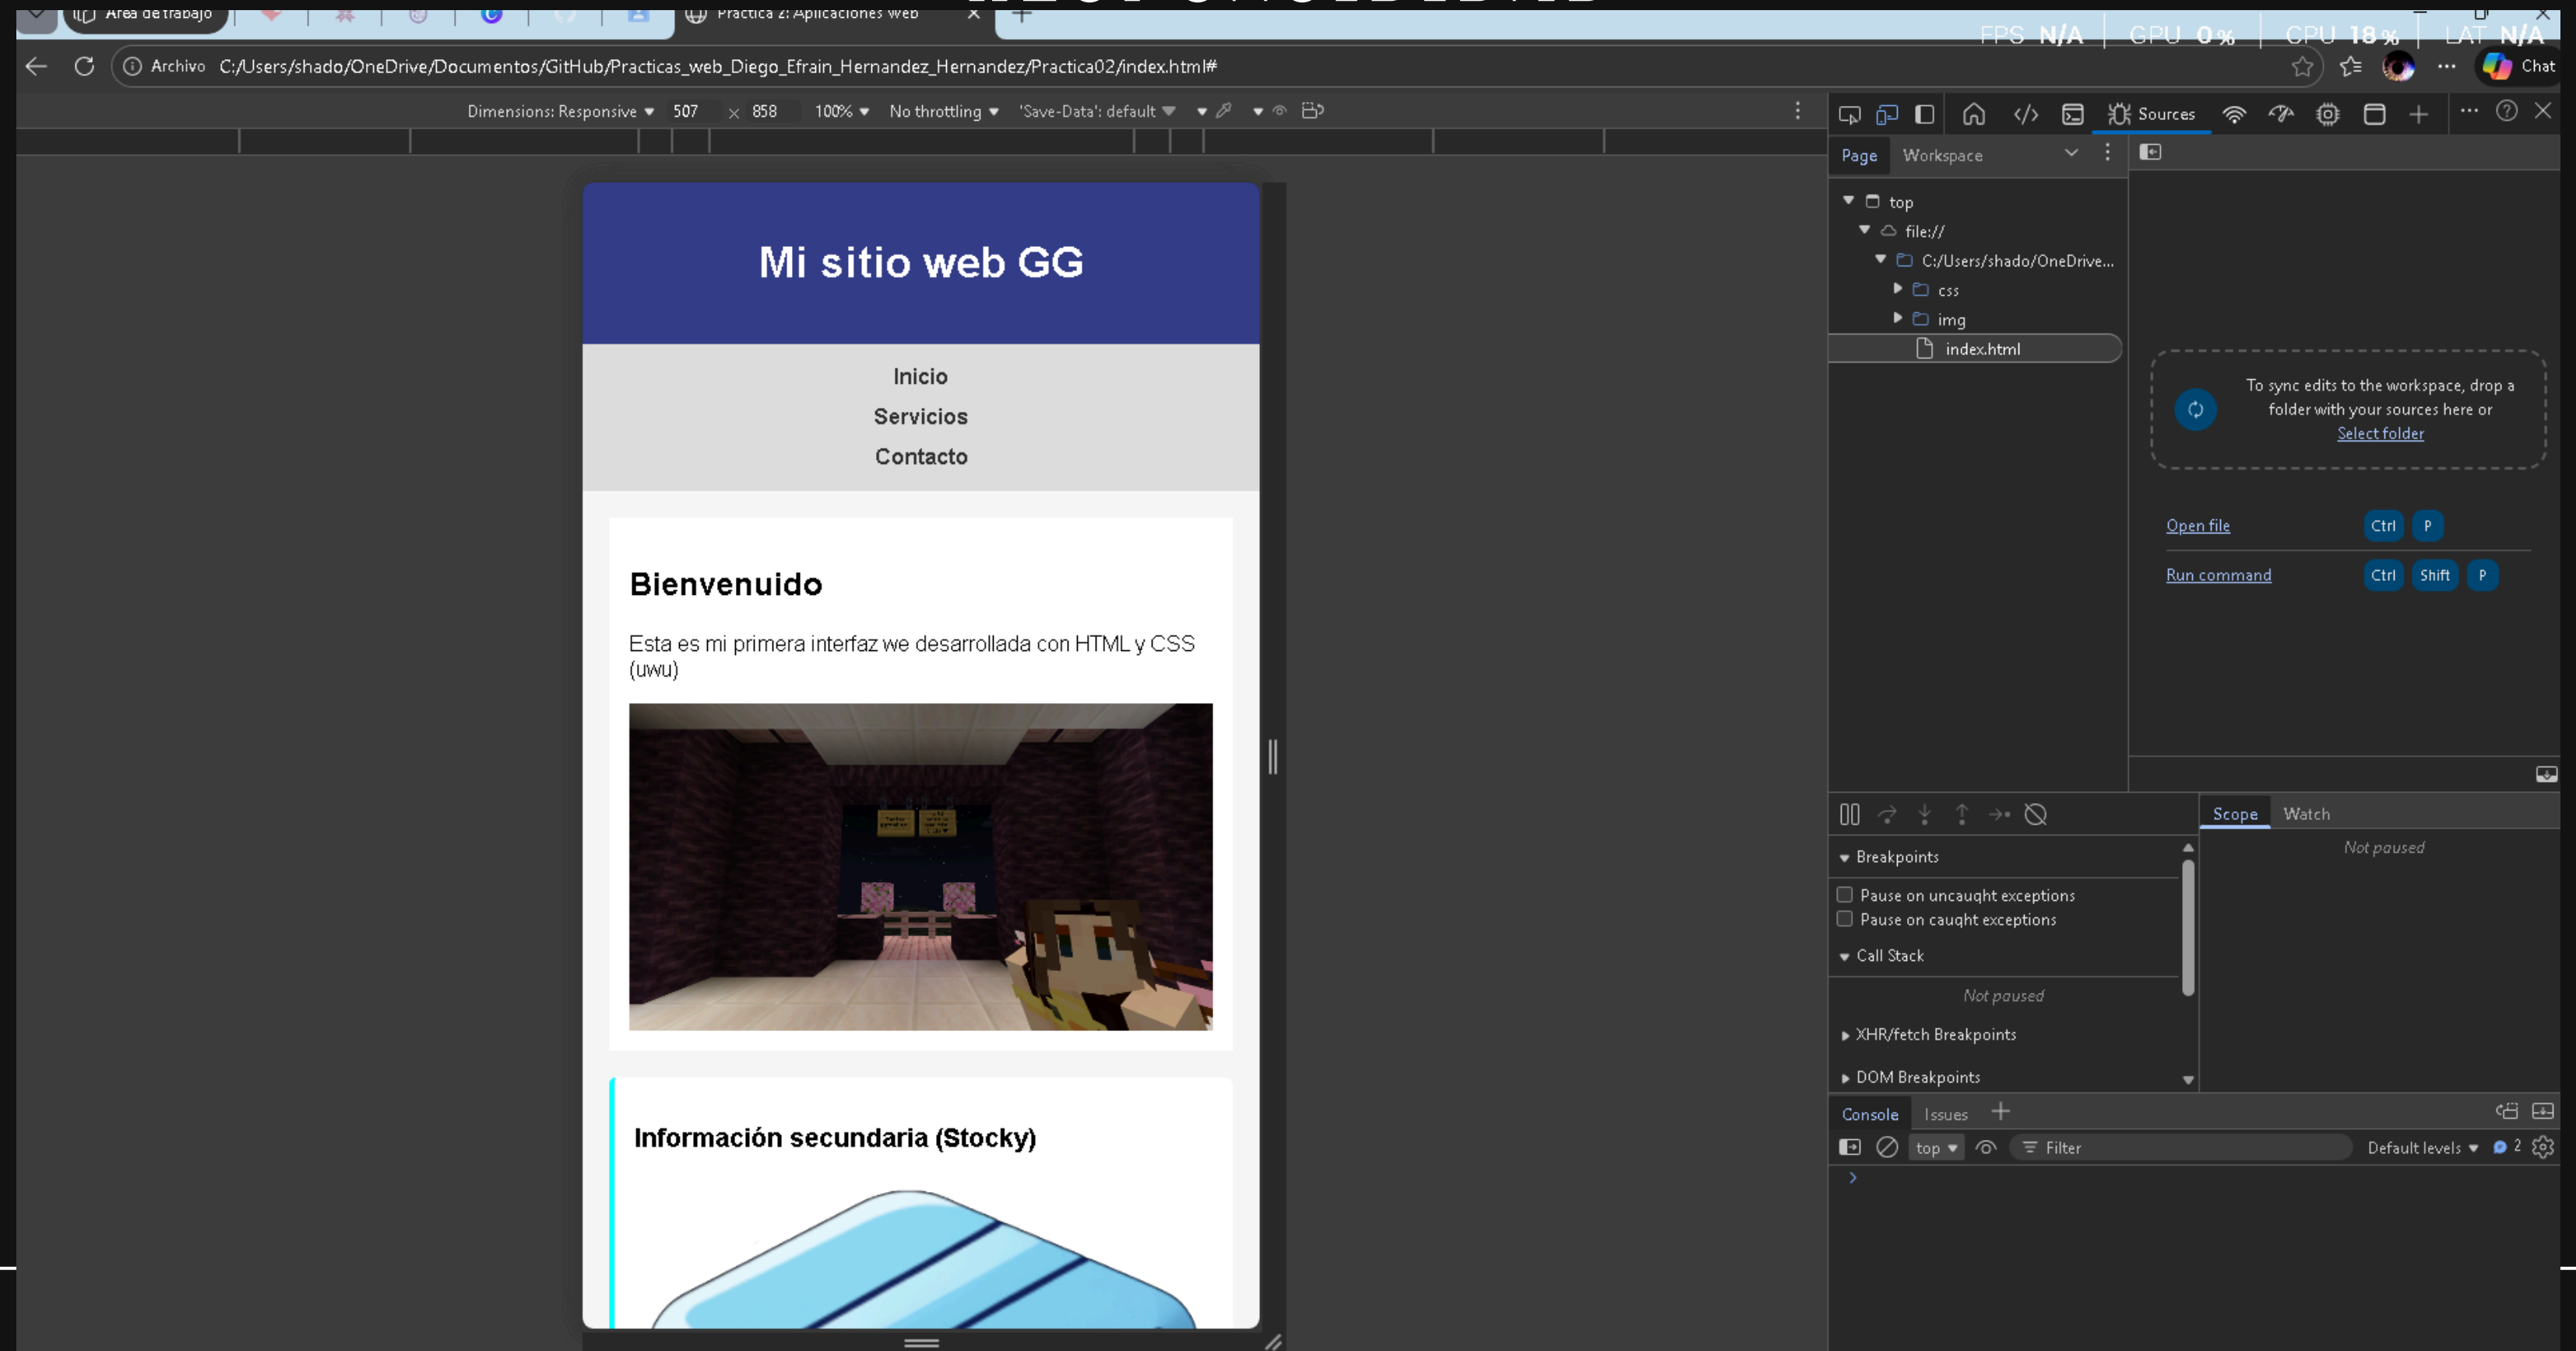 Área de trabajo
Práctica 2: Aplicaciones Web
FPS N/A GPU 0% CPU 18% LAT N/A
Archivo C:/Users/shado/OneDrive/Documentos/GitHub/Practicas_web_Diego_Efrain_Hernandez_Hernandez/Practica02/index.html#
Chat
Dimensions: Responsive 507 × 858 100% No throttling 'Save-Data': default
Sources
Page Workspace
top
file://
C:/Users/shado/OneDrive...
css
img
index.html
To sync edits to the workspace, drop a
folder with your sources here or
Select folder
Open file Ctrl P
Run command Ctrl Shift P
Mi sitio web GG
Inicio
Servicios
Contacto
Bienvenuido
Esta es mi primera interfaz we desarrollada con HTML y CSS
(uwu)
Información secundaria (Stocky)
Scope Watch
Not paused
Breakpoints
Pause on uncaught exceptions
Pause on caught exceptions
Call Stack
Not paused
XHR/fetch Breakpoints
DOM Breakpoints
Console Issues
top Filter Default levels 2